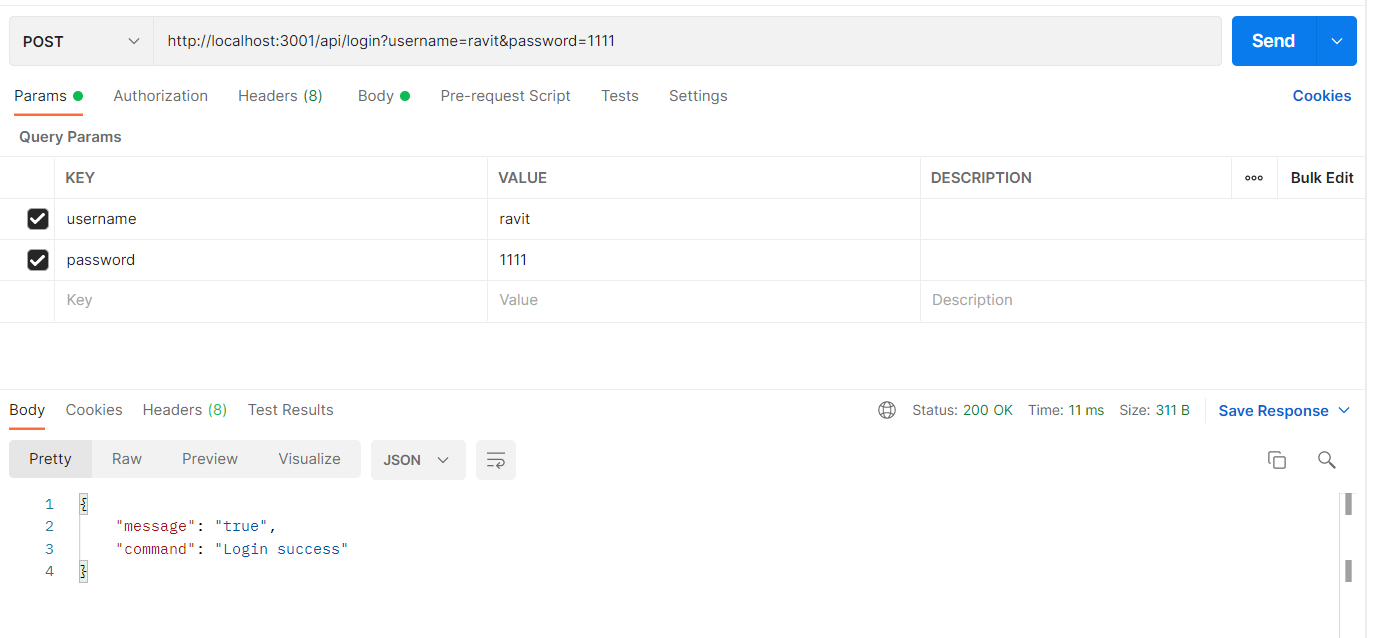 POST http://localhost:3001/api/login?username=ravit&password=1111 Send
Params Authorization Headers (8) Body Pre-request Script Tests Settings Cookies
Query Params
KEY VALUE DESCRIPTION ooo Bulk Edit
username ravit
password 1111
Key Value Description
Body Cookies Headers (8) Test Results Status: 200 OK Time: 11 ms Size: 311 B Save Response
Pretty Raw Preview Visualize JSON
1 {
2 "message": "true",
3 "command": "Login success"
4 }